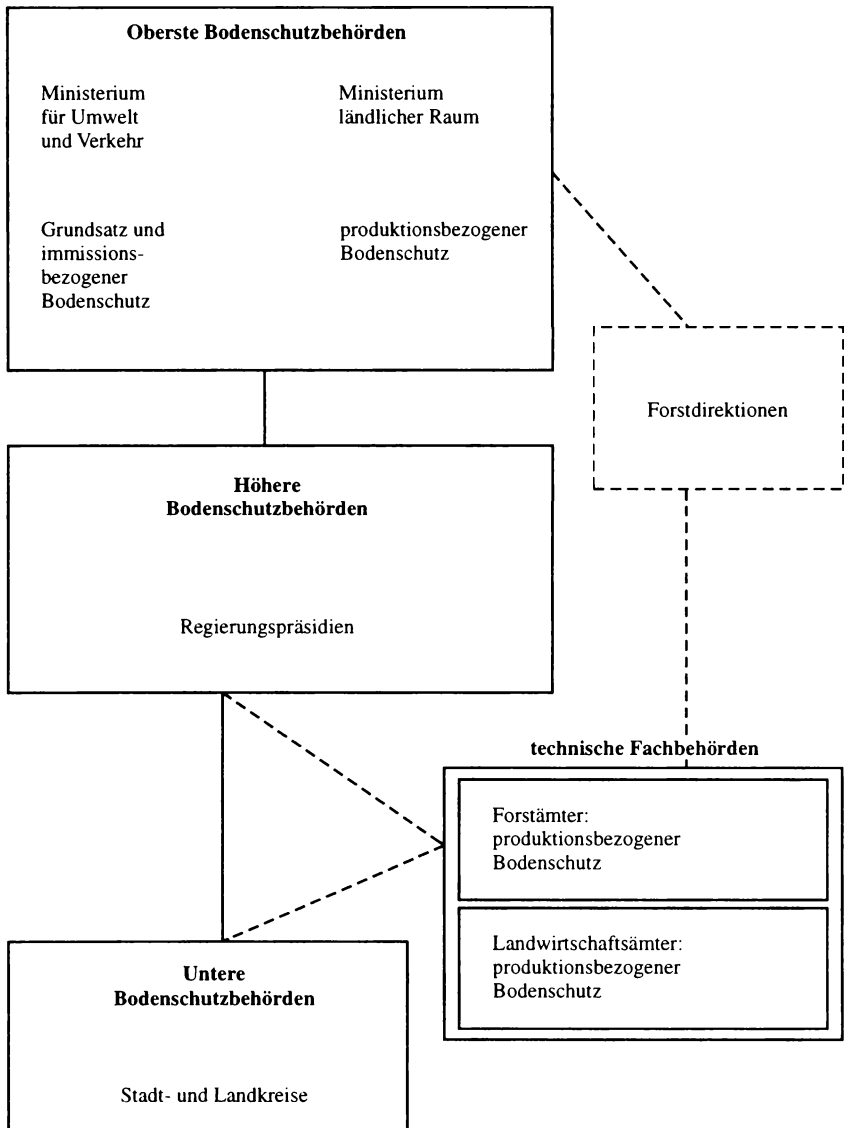 Oberste Bodenschutzbehörden
Ministerium
für Umwelt
und Verkehr
Ministerium
ländlicher Raum
Grundsatz und
immissions-
bezogener
Bodenschutz
produktionsbezogener
Bodenschutz
Forstdirektionen
Höhere
Bodenschutzbehörden
Regierungspräsidien
technische Fachbehörden
Forstämter:
produktionsbezogener
Bodenschutz
Landwirtschaftsämter:
produktionsbezogener
Bodenschutz
Untere
Bodenschutzbehörden
Stadt- und Landkreise